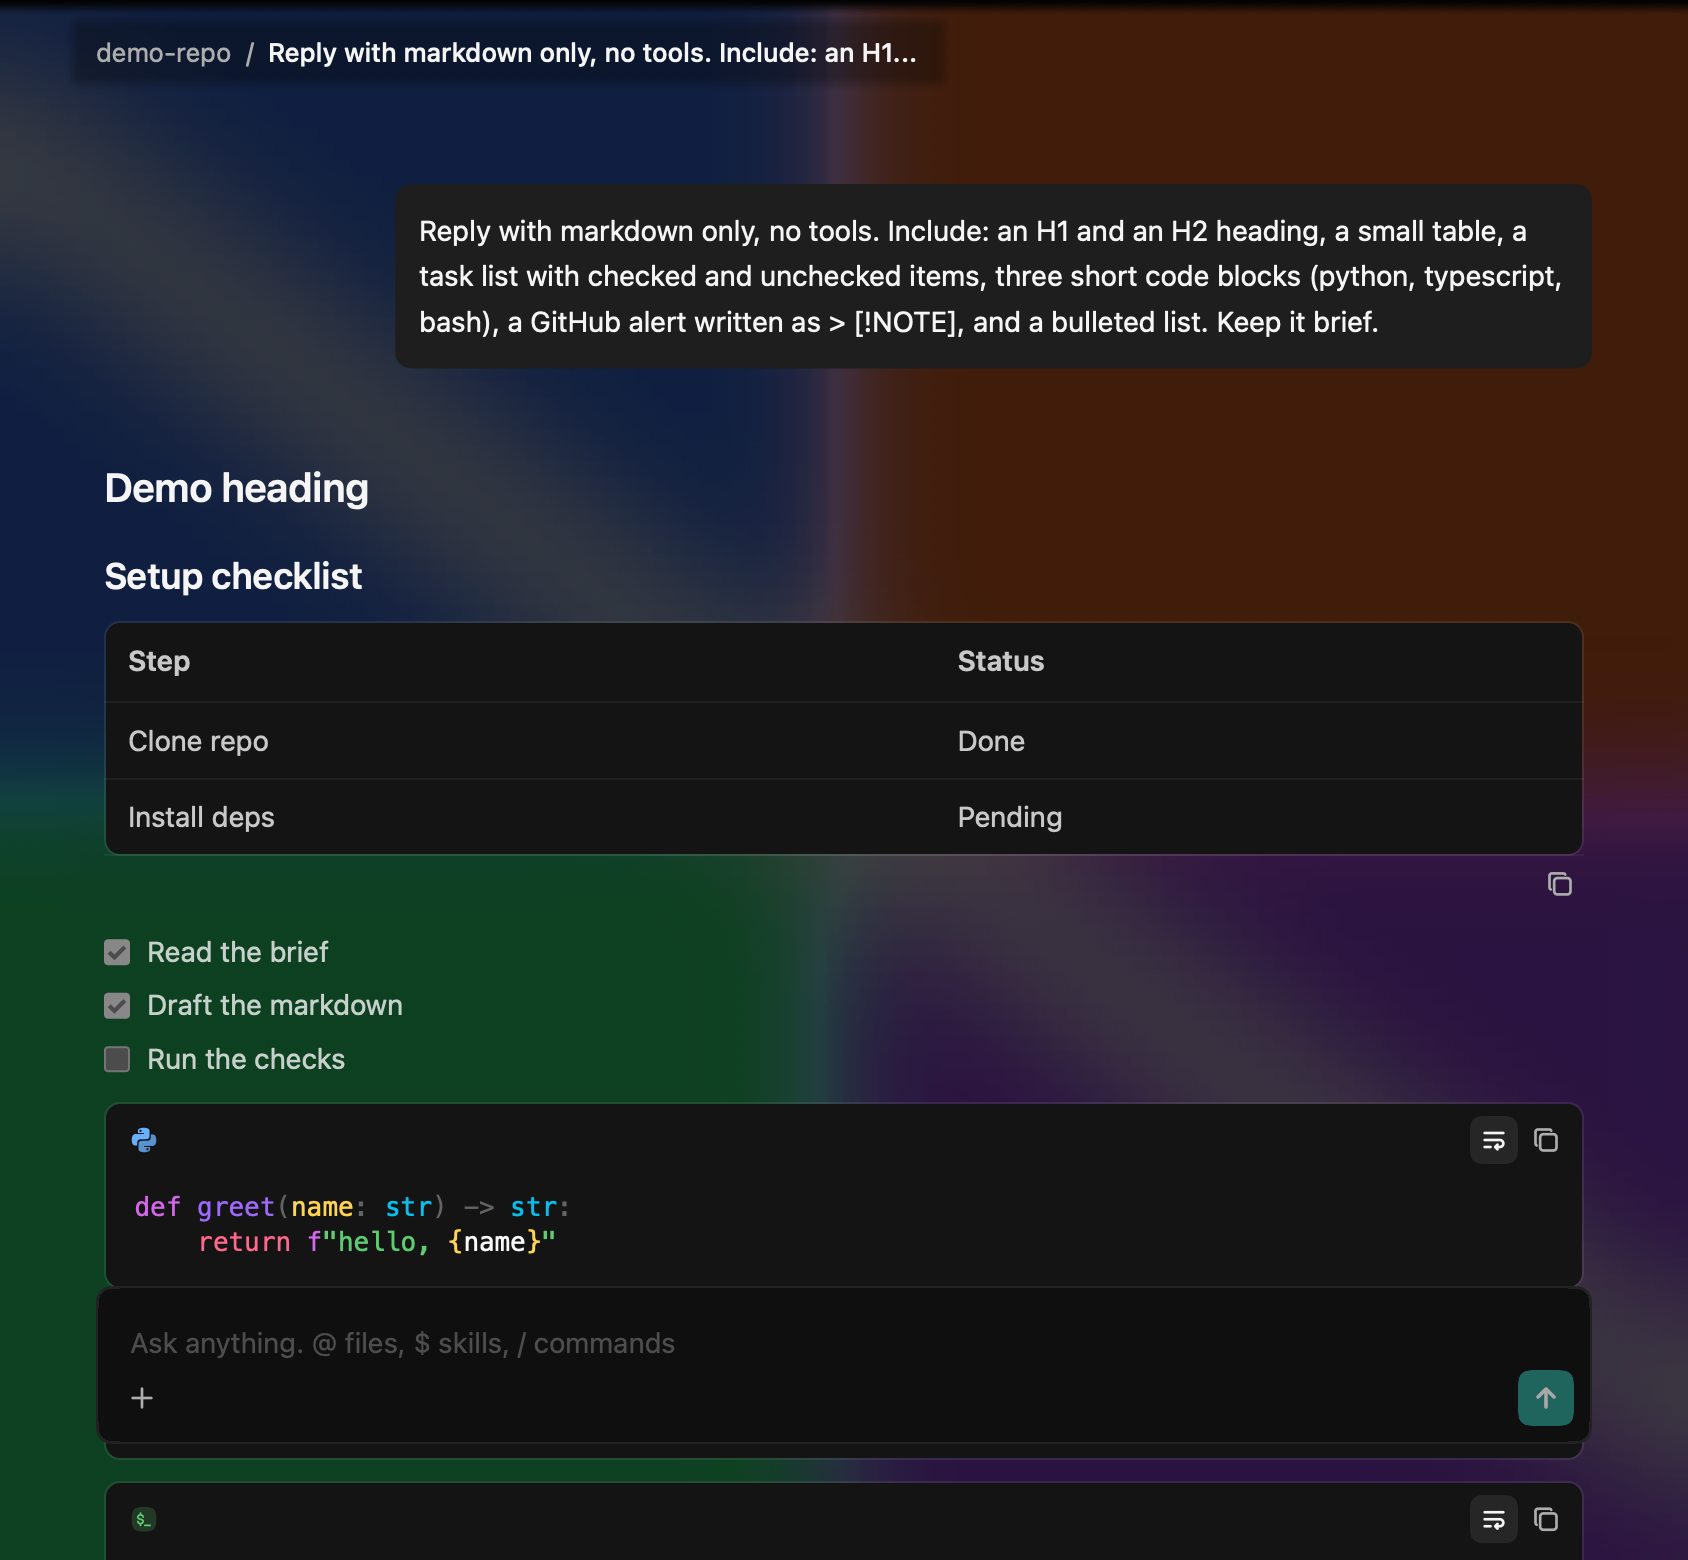 demo-repo / Reply with markdown only, no tools. Include: an H1...
Reply with markdown only, no tools. Include: an H1 and an H2 heading, a small table, a
task list with checked and unchecked items, three short code blocks (python, typescript,
bash), a GitHub alert written as > [!NOTE], and a bulleted list. Keep it brief.
Demo heading
Setup checklist
Step Status
Clone repo Done
Install deps Pending
Read the brief
Draft the markdown
Run the checks
def greet(name: str) -> str:
    return f"hello, {name}"
Ask anything. @ files, $ skills, / commands
$_